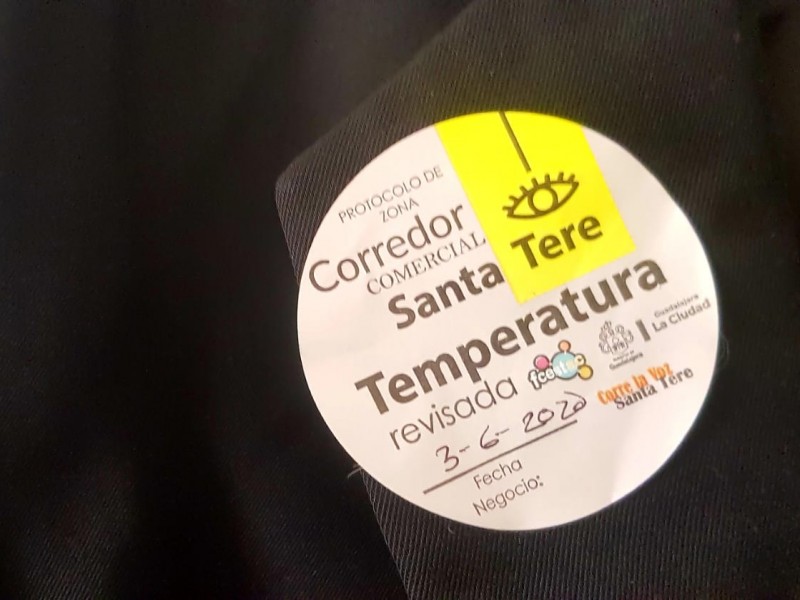 PROTOCOLO DE
ZONA
Corredor
COMERCIAL
Santa Tere
Temperatura
revisada
3-6-2020
Fecha
Negocio:
Guadalajara
Guadalajara
La Ciudad
Corre la Voz
Santa Tere